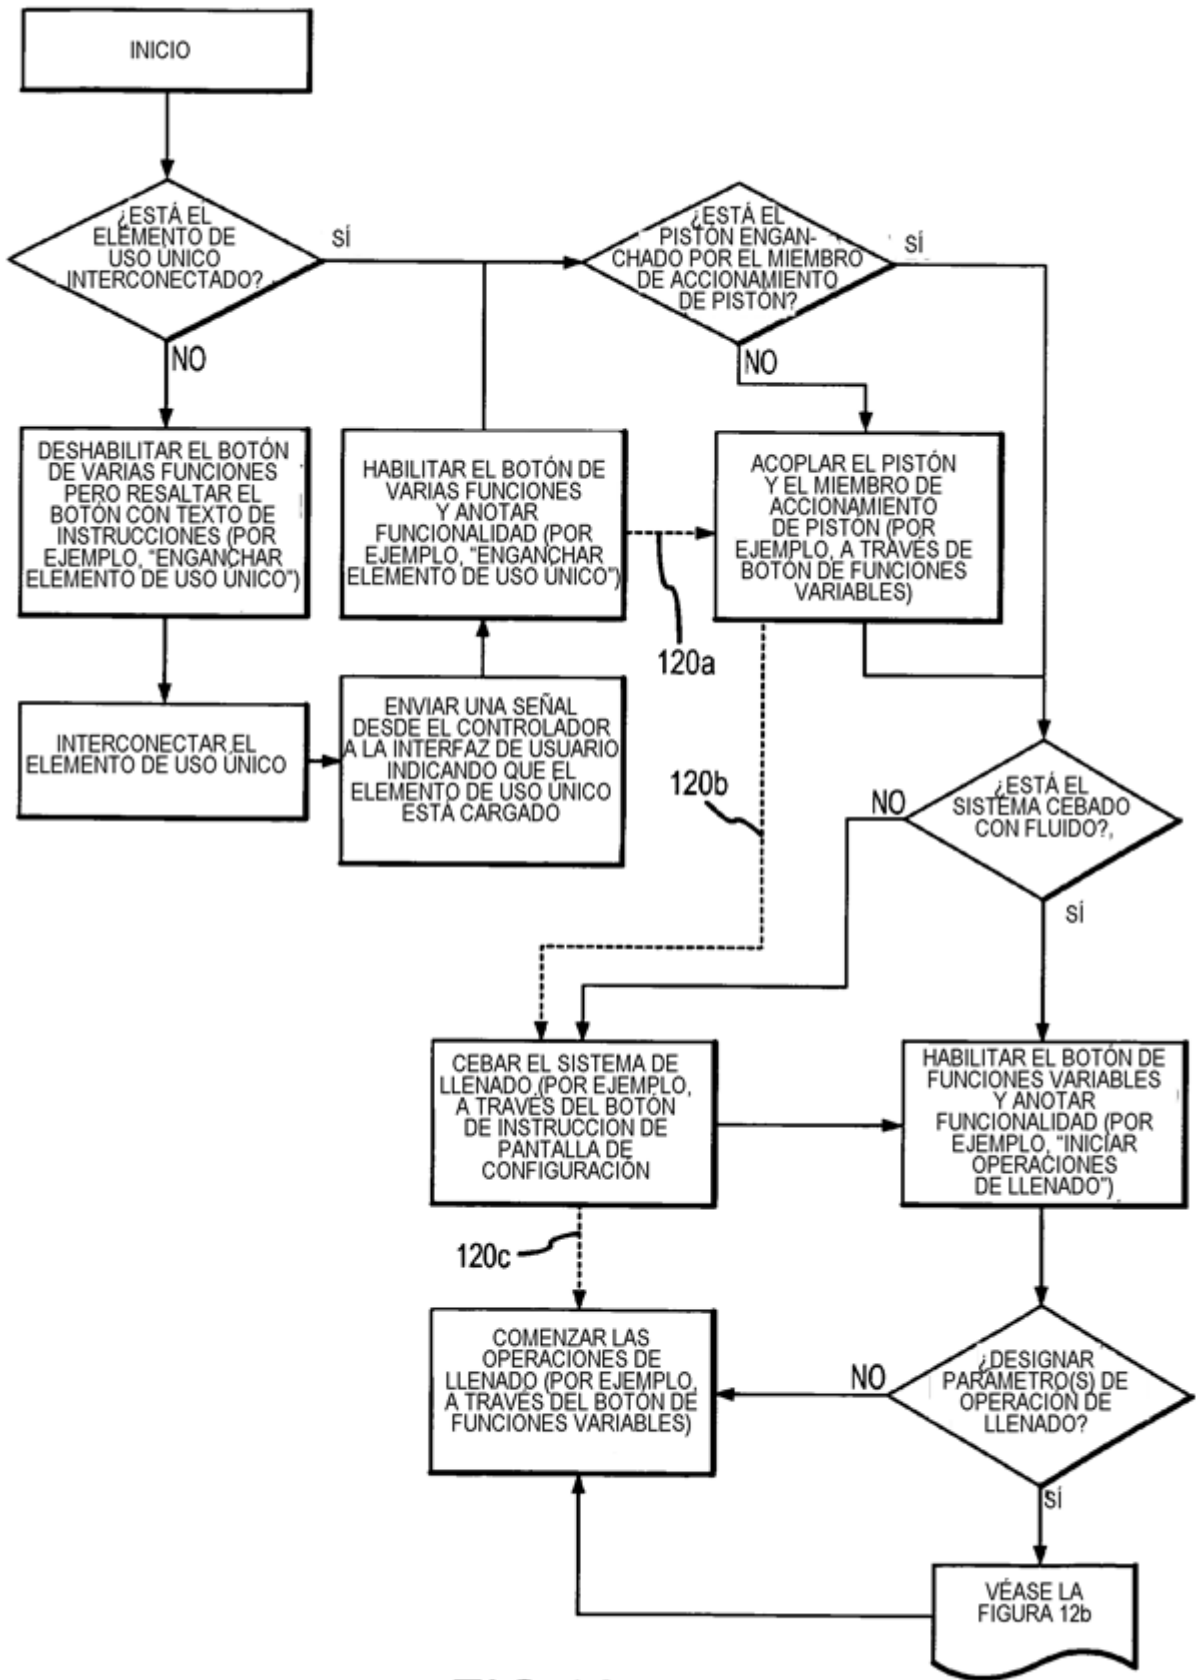 INICIO
¿ESTÁ EL
ELEMENTO DE
USO ÚNICO
INTERCONECTADO?
SÍ
NO
¿ESTÁ EL
PISTÓN ENGAN-
CHADO POR EL MIEMBRO
DE ACCIONAMIENTO
DE PISTÓN?
SÍ
NO
DESHABILITAR EL BOTÓN
DE VARIAS FUNCIONES
PERO RESALTAR EL
BOTÓN CON TEXTO DE
INSTRUCCIONES (POR
EJEMPLO, “ENGANCHAR
ELEMENTO DE USO ÚNICO”)
HABILITAR EL BOTÓN DE
VARIAS FUNCIONES
Y ANOTAR
FUNCIONALIDAD (POR
EJEMPLO, “ENGANCHAR
ELEMENTO DE USO ÚNICO”)
ACOPLAR EL PISTÓN
Y EL MIEMBRO DE
ACCIONAMIENTO
DE PISTÓN (POR
EJEMPLO, A TRAVÉS DE
BOTÓN DE FUNCIONES
VARIABLES)
120a
INTERCONECTAR EL
ELEMENTO DE USO ÚNICO
ENVIAR UNA SEÑAL
DESDE EL CONTROLADOR
A LA INTERFAZ DE USUARIO
INDICANDO QUE EL
ELEMENTO DE USO UNICO
ESTÁ CARGADO
120b
¿ESTÁ EL
SISTEMA CEBADO
CON FLUIDO?,
NO
SÍ
CEBAR EL SISTEMA DE
LLENADO (POR EJEMPLO,
A TRAVÉS DEL BOTÓN
DE INSTRUCCION DE
PANTALLA DE
CONFIGURACIÓN
HABILITAR EL BOTÓN DE
FUNCIONES VARIABLES
Y ANOTAR
FUNCIONALIDAD (POR
EJEMPLO, “INICIAR
OPERACIONES
DE LLENADO”)
120c
COMENZAR LAS
OPERACIONES DE
LLENADO (POR EJEMPLO,
A TRAVÉS DEL BOTÓN DE
FUNCIONES VARIABLES)
¿DESIGNAR
PARÁMETRO(S) DE
OPERACIÓN DE
LLENADO?
NO
SÍ
VÉASE LA
FIGURA 12b